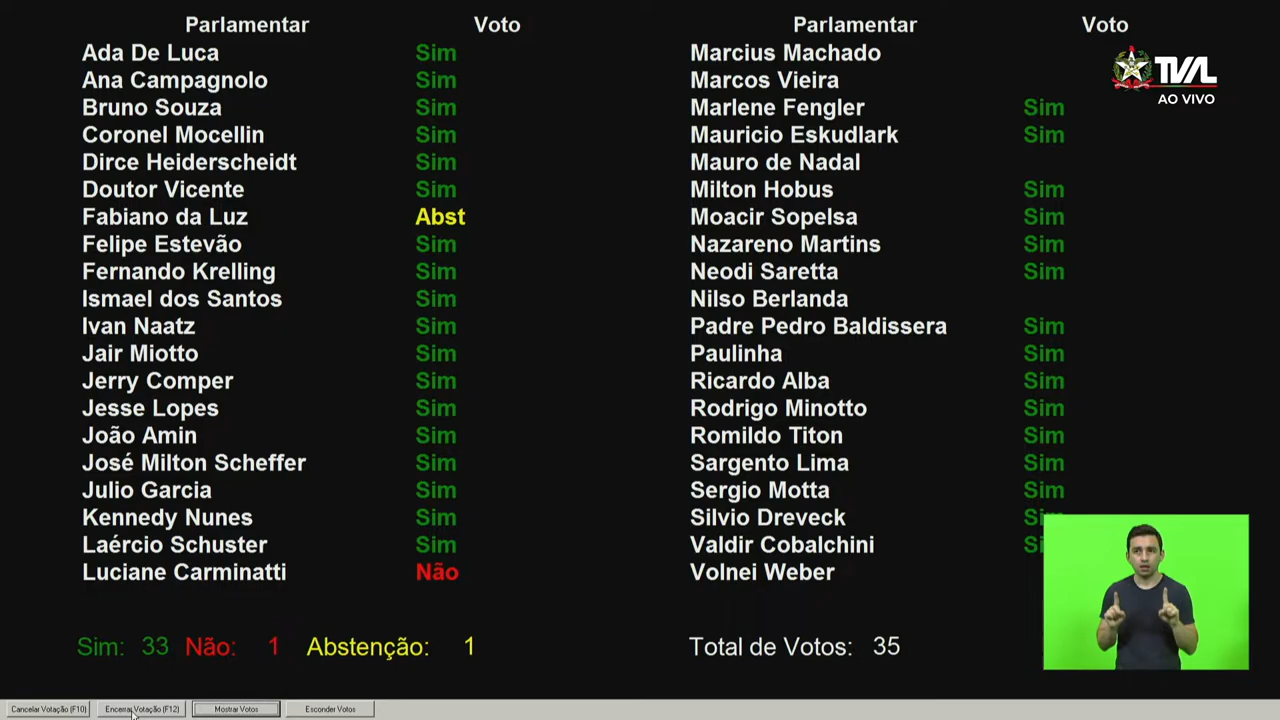 Parlamentar Voto
Ada De Luca Sim
Ana Campagnolo Sim
Bruno Souza Sim
Coronel Mocellin Sim
Dirce Heiderscheidt Sim
Doutor Vicente Sim
Fabiano da Luz Abst
Felipe Estevão Sim
Fernando Krelling Sim
Ismael dos Santos Sim
Ivan Naatz Sim
Jair Miotto Sim
Jerry Comper Sim
Jesse Lopes Sim
João Amin Sim
José Milton Scheffer Sim
Julio Garcia Sim
Kennedy Nunes Sim
Laércio Schuster Sim
Luciane Carminatti Não
Parlamentar Voto
Marcius Machado
Marcos Vieira
Marlene Fengler Sim
Mauricio Eskudlark Sim
Mauro de Nadal
Milton Hobus Sim
Moacir Sopelsa Sim
Nazareno Martins Sim
Neodi Saretta Sim
Nilso Berlanda
Padre Pedro Baldissera Sim
Paulinha Sim
Ricardo Alba Sim
Rodrigo Minotto Sim
Romildo Titon Sim
Sargento Lima Sim
Sergio Motta Sim
Silvio Dreveck
Valdir Cobalchini
Volnei Weber
TVAL
AO VIVO
Sim: 33 Não: 1 Abstenção: 1 Total de Votos: 35
Cancelar Votação (F10) Encerrar Votação (F12) Mostrar Votos Esconder Votos